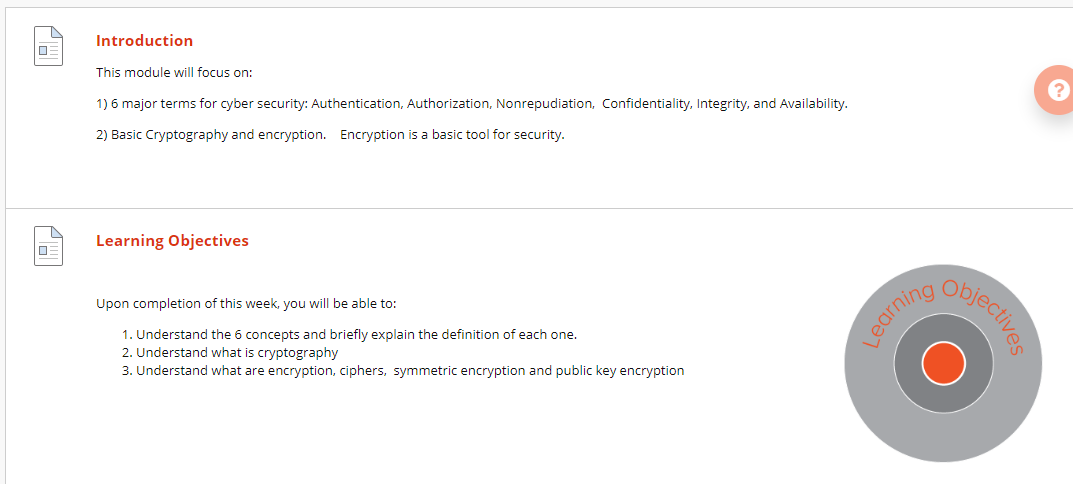 Introduction
This module will focus on:
1) 6 major terms for cyber security: Authentication, Authorization, Nonrepudiation, Confidentiality, Integrity, and Availability.
2) Basic Cryptography and encryption. Encryption is a basic tool for security.
?
Learning Objectives
Upon completion of this week, you will be able to:
1. Understand the 6 concepts and briefly explain the definition of each one.
2. Understand what is cryptography
3. Understand what are encryption, ciphers, symmetric encryption and public key encryption
Learning Objectives